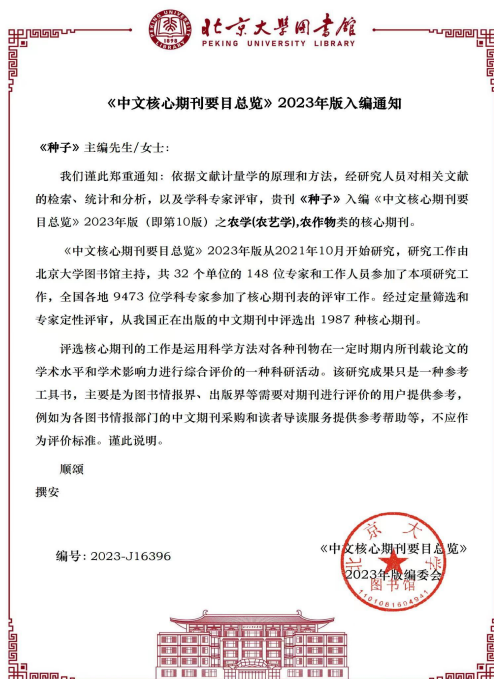 北京大学图书馆
PEKING UNIVERSITY LIBRARY
PEKING UNIVERSITY
1898
《中文核心期刊要目总览》2023年版入编通知
《种子》主编先生/女士：
我们谨此郑重通知：依据文献计量学的原理和方法，经研究人员对相关文献
的检索、统计和分析，以及学科专家评审，贵刊《种子》入编《中文核心期刊要
目总览》2023年版（即第10版）之农学(农艺学),农作物类的核心期刊。
《中文核心期刊要目总览》2023年版从2021年10月开始研究，研究工作由
北京大学图书馆主持，共 32 个单位的 148 位专家和工作人员参加了本项研究工
作，全国各地 9473 位学科专家参加了核心期刊表的评审工作。经过定量筛选和
专家定性评审，从我国正在出版的中文期刊中评选出 1987 种核心期刊。
评选核心期刊的工作是运用科学方法对各种刊物在一定时期内所刊载论文的
学术水平和学术影响力进行综合评价的一种科研活动。该研究成果只是一种参考
工具书，主要是为图书情报界、出版界等需要对期刊进行评价的用户提供参考，
例如为各图书情报部门的中文期刊采购和读者导读服务提供参考帮助等，不应作
为评价标准。谨此说明。
顺颂
撰安
编号：2023-J16396
《中文核心期刊要目总览》
2023年版编委会
北京大学
图书馆
1101081604941